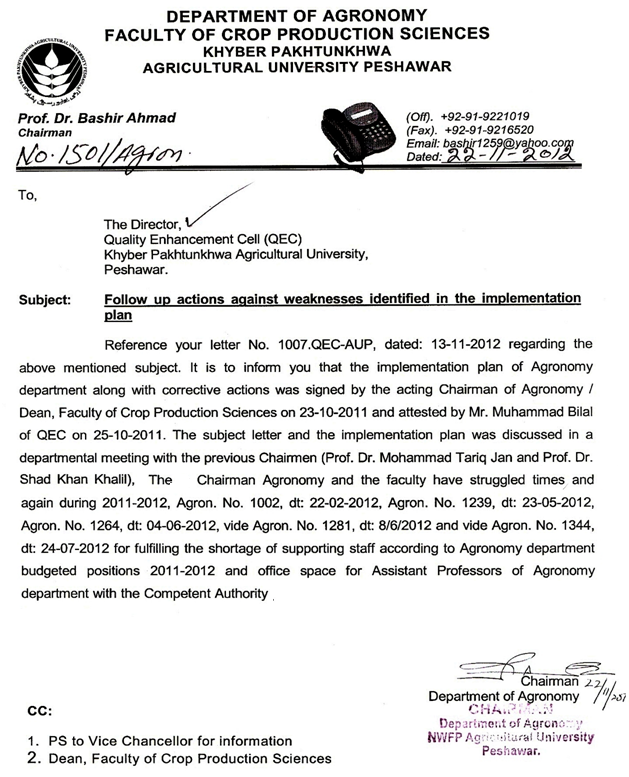 DEPARTMENT OF AGRONOMY
FACULTY OF CROP PRODUCTION SCIENCES
KHYBER PAKHTUNKHWA
AGRICULTURAL UNIVERSITY PESHAWAR
Prof. Dr. Bashir Ahmad
Chairman
No. 1501/Agron.
(Off). +92-91-9221019
(Fax). +92-91-9216520
Email: bashir1259@yahoo.com
Dated: 22-11-2012
To,
The Director,
Quality Enhancement Cell (QEC)
Khyber Pakhtunkhwa Agricultural University,
Peshawar.
Subject: Follow up actions against weaknesses identified in the implementation
plan
Reference your letter No. 1007.QEC-AUP, dated: 13-11-2012 regarding the
above mentioned subject. It is to inform you that the implementation plan of Agronomy
department along with corrective actions was signed by the acting Chairman of Agronomy /
Dean, Faculty of Crop Production Sciences on 23-10-2011 and attested by Mr. Muhammad Bilal
of QEC on 25-10-2011. The subject letter and the implementation plan was discussed in a
departmental meeting with the previous Chairmen (Prof. Dr. Mohammad Tariq Jan and Prof. Dr.
Shad Khan Khalil), The Chairman Agronomy and the faculty have struggled times and
again during 2011-2012, Agron. No. 1002, dt: 22-02-2012, Agron. No. 1239, dt: 23-05-2012,
Agron. No. 1264, dt: 04-06-2012, vide Agron. No. 1281, dt: 8/6/2012 and vide Agron. No. 1344,
dt: 24-07-2012 for fulfilling the shortage of supporting staff according to Agronomy department
budgeted positions 2011-2012 and office space for Assistant Professors of Agronomy
department with the Competent Authority.
Chairman
Department of Agronomy
CHAIRMAN
Department of Agronomy
NWFP Agricultural University
Peshawar.
CC:
1. PS to Vice Chancellor for information
2. Dean, Faculty of Crop Production Sciences